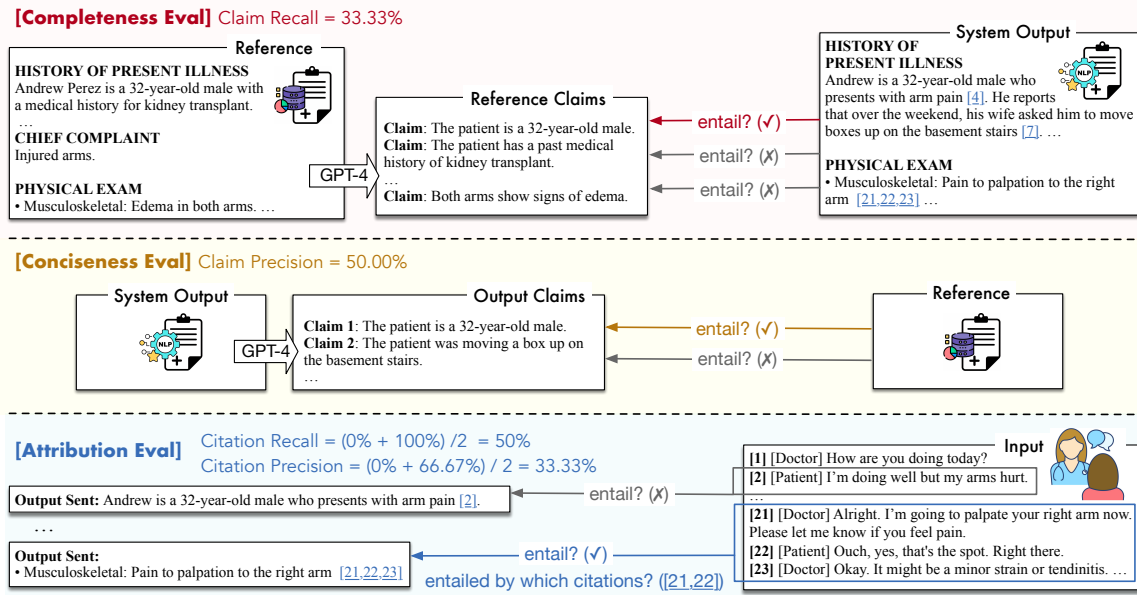 [Completeness Eval] Claim Recall = 33.33%
Reference
HISTORY OF PRESENT ILLNESS
Andrew Perez is a 32-year-old male with
a medical history for kidney transplant.
…
CHIEF COMPLAINT
Injured arms.
PHYSICAL EXAM
• Musculoskeletal: Edema in both arms. …
GPT-4
Reference Claims
Claim: The patient is a 32-year-old male.
Claim: The patient has a past medical
history of kidney transplant.
…
Claim: Both arms show signs of edema.
entail? (✓)
entail? (✗)
entail? (✗)
System Output
HISTORY OF
PRESENT ILLNESS
NLP
Andrew is a 32-year-old male who
presents with arm pain [4]. He reports
that over the weekend, his wife asked him to move
boxes up on the basement stairs [7]. …
PHYSICAL EXAM
• Musculoskeletal: Pain to palpation to the right
arm [21,22,23] …
[Conciseness Eval] Claim Precision = 50.00%
System Output
NLP
GPT-4
Output Claims
Claim 1: The patient is a 32-year-old male.
Claim 2: The patient was moving a box up on
the basement stairs.
…
entail? (✓)
entail? (✗)
Reference
[Attribution Eval]
Citation Recall = (0% + 100%) /2 = 50%
Citation Precision = (0% + 66.67%) / 2 = 33.33%
Output Sent: Andrew is a 32-year-old male who presents with arm pain [2].
…
Output Sent:
• Musculoskeletal: Pain to palpation to the right arm [21,22,23]
entail? (✗)
entail? (✓)
entailed by which citations? ([21,22])
Input
[1] [Doctor] How are you doing today?
[2] [Patient] I'm doing well but my arms hurt.
…
[21] [Doctor] Alright. I'm going to palpate your right arm now.
Please let me know if you feel pain.
[22] [Patient] Ouch, yes, that's the spot. Right there.
[23] [Doctor] Okay. It might be a minor strain or tendinitis. …